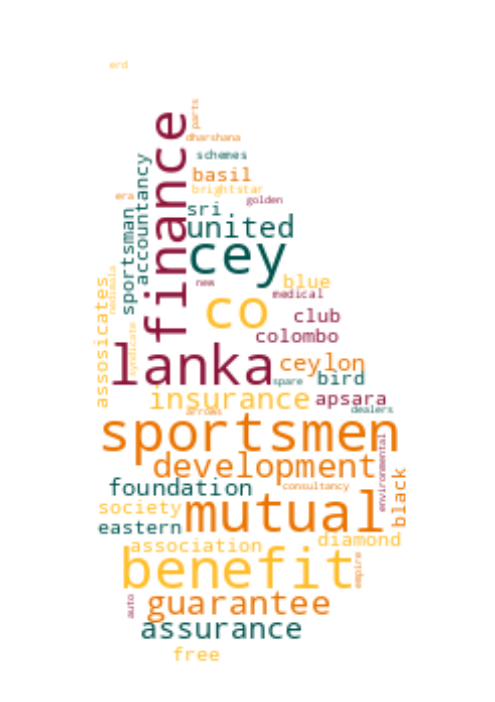 erd
parts
finance
dharshana
schemes
accountancy
basil
brightstar
era
golden
sri
sportsman
united
cey
new
blue
medical
assosicates
co
club
colombo
syndicate
lanka
ceylon
spare
bird
insurance
apsara
arrows
dealers
sportsmen
environmental
development
foundation
consultancy
black
society
mutual
eastern
diamond
association
benefit
empire
auto
guarantee
assurance
free